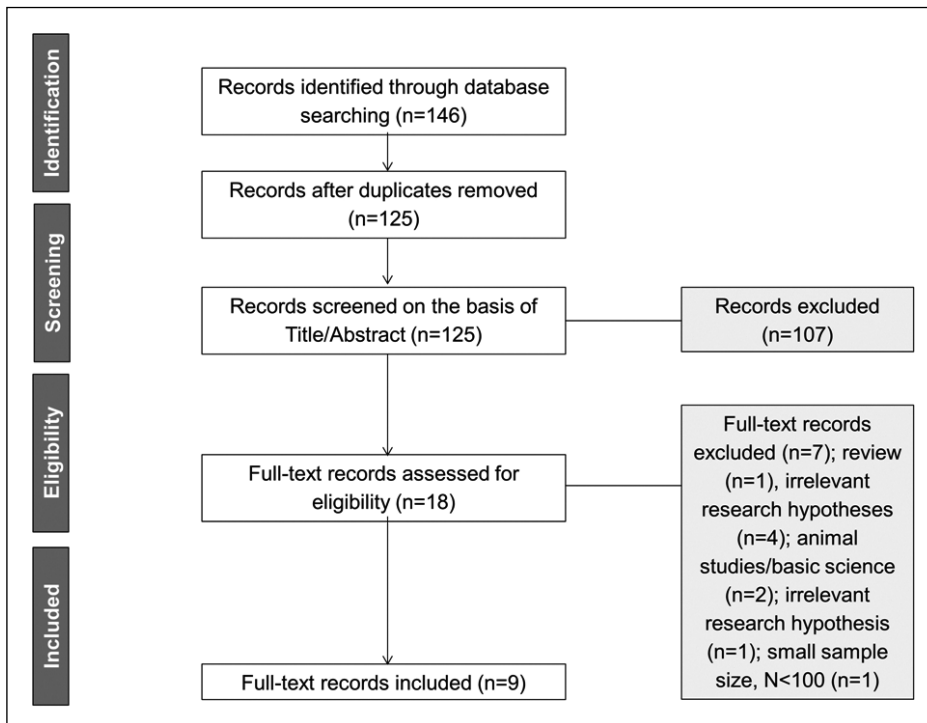 Identification
Records identified through database
searching (n=146)
Records after duplicates removed
(n=125)
Screening
Records screened on the basis of
Title/Abstract (n=125)
Records excluded
(n=107)
Eligibility
Full-text records assessed for
eligibility (n=18)
Full-text records
excluded (n=7); review
(n=1), irrelevant
research hypotheses
(n=4); animal
studies/basic science
(n=2); irrelevant
research hypothesis
(n=1); small sample
size, N<100 (n=1)
Included
Full-text records included (n=9)